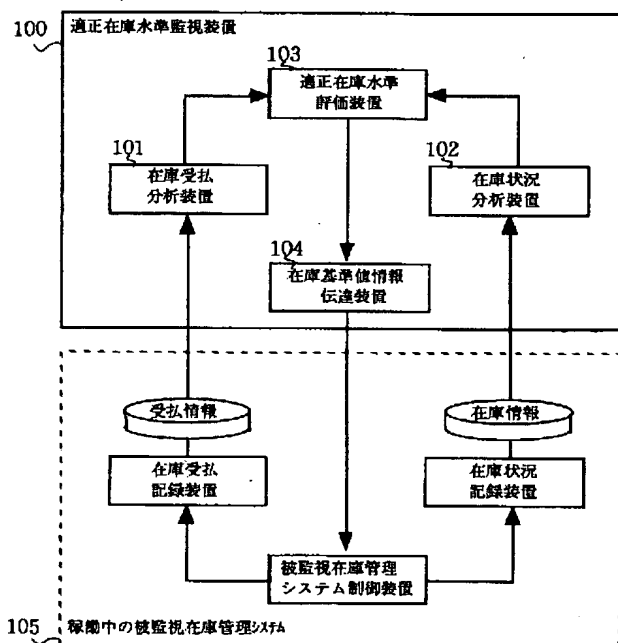 100
適正在庫水準監視装置
103
適正在庫水準
評価装置
101
在庫受払
分析装置
102
在庫状況
分析装置
104
在庫基準値情報
伝達装置
受払情報
在庫情報
在庫受払
記録装置
在庫状況
記録装置
被監視在庫管理
システム制御装置
105
稼働中の被監視在庫管理システム